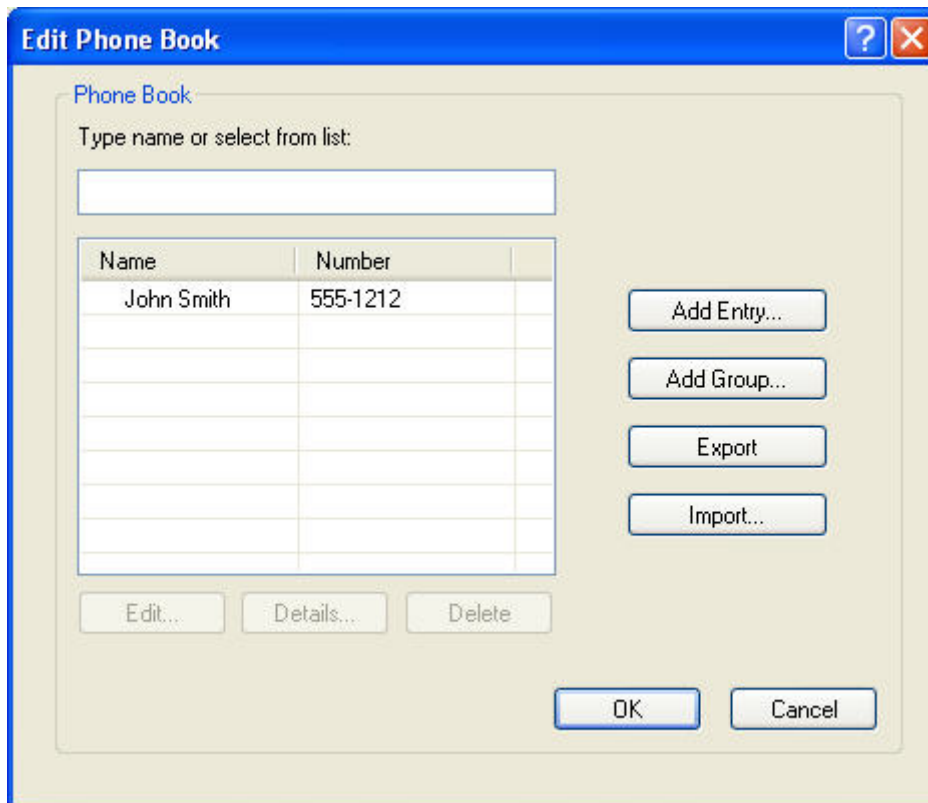 Edit Phone Book
Phone Book
Type name or select from list:
Name Number
John Smith 555-1212
Add Entry...
Add Group...
Export
Import...
Edit... Details... Delete
OK Cancel